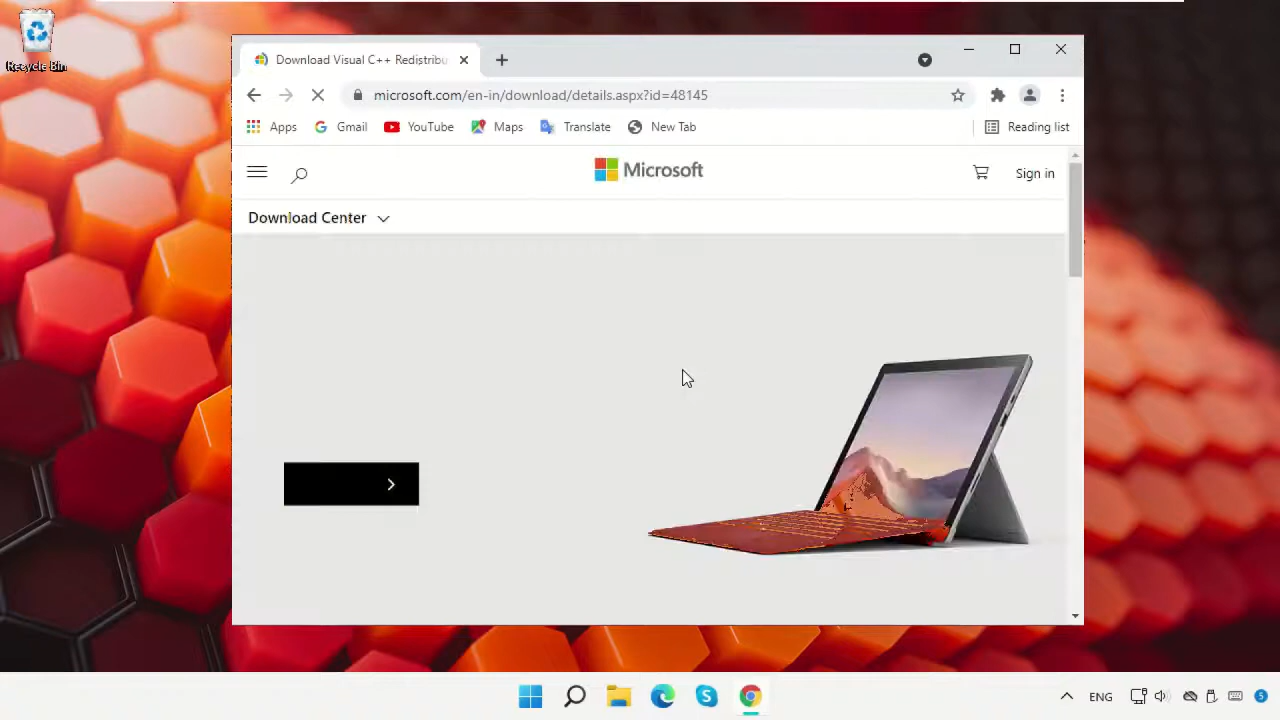 Recycle Bin
Download Visual C++ Redistribu
microsoft.com/en-in/download/details.aspx?id=48145
Apps
Gmail
YouTube
Maps
Translate
New Tab
Reading list
Microsoft
Sign in
Download Center
ENG
5